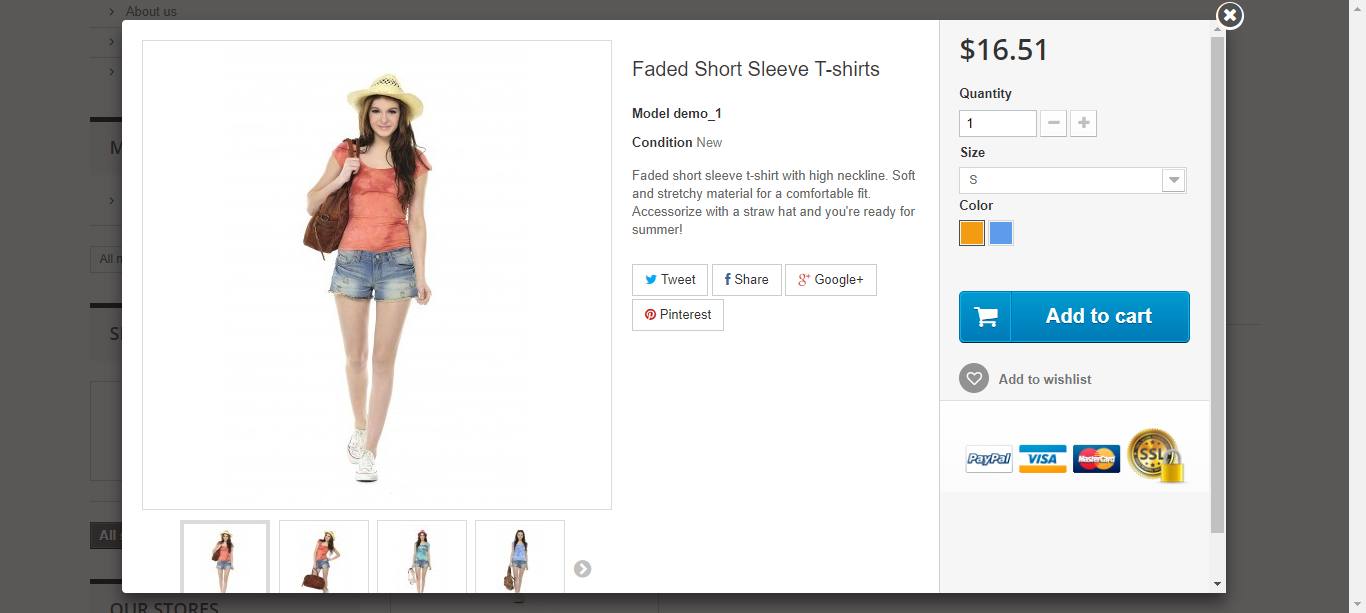 About us
Faded Short Sleeve T-shirts
Model demo_1
Condition New
Faded short sleeve t-shirt with high neckline. Soft
and stretchy material for a comfortable fit.
Accessorize with a straw hat and you're ready for
summer!
Tweet
Share
Google+
Pinterest
$16.51
Quantity
1
Size
S
Color
Add to cart
Add to wishlist
PayPal
VISA
MasterCard
SSL
All
All
OUR STORES